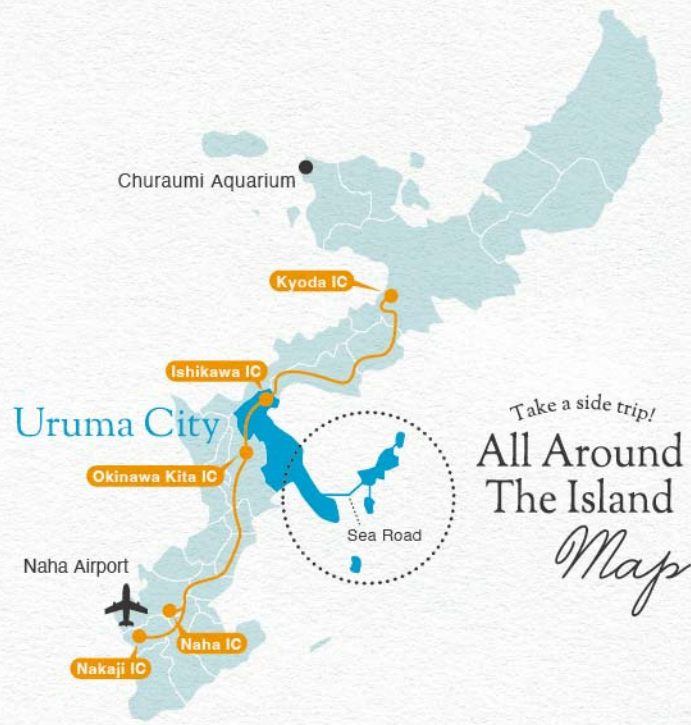 Churaumi Aquarium
Kyoda IC
Ishikawa IC
Uruma City
Take a side trip!
All Around
The Island
Map
Okinawa Kita IC
Sea Road
Naha Airport
Naha IC
Nakaji IC